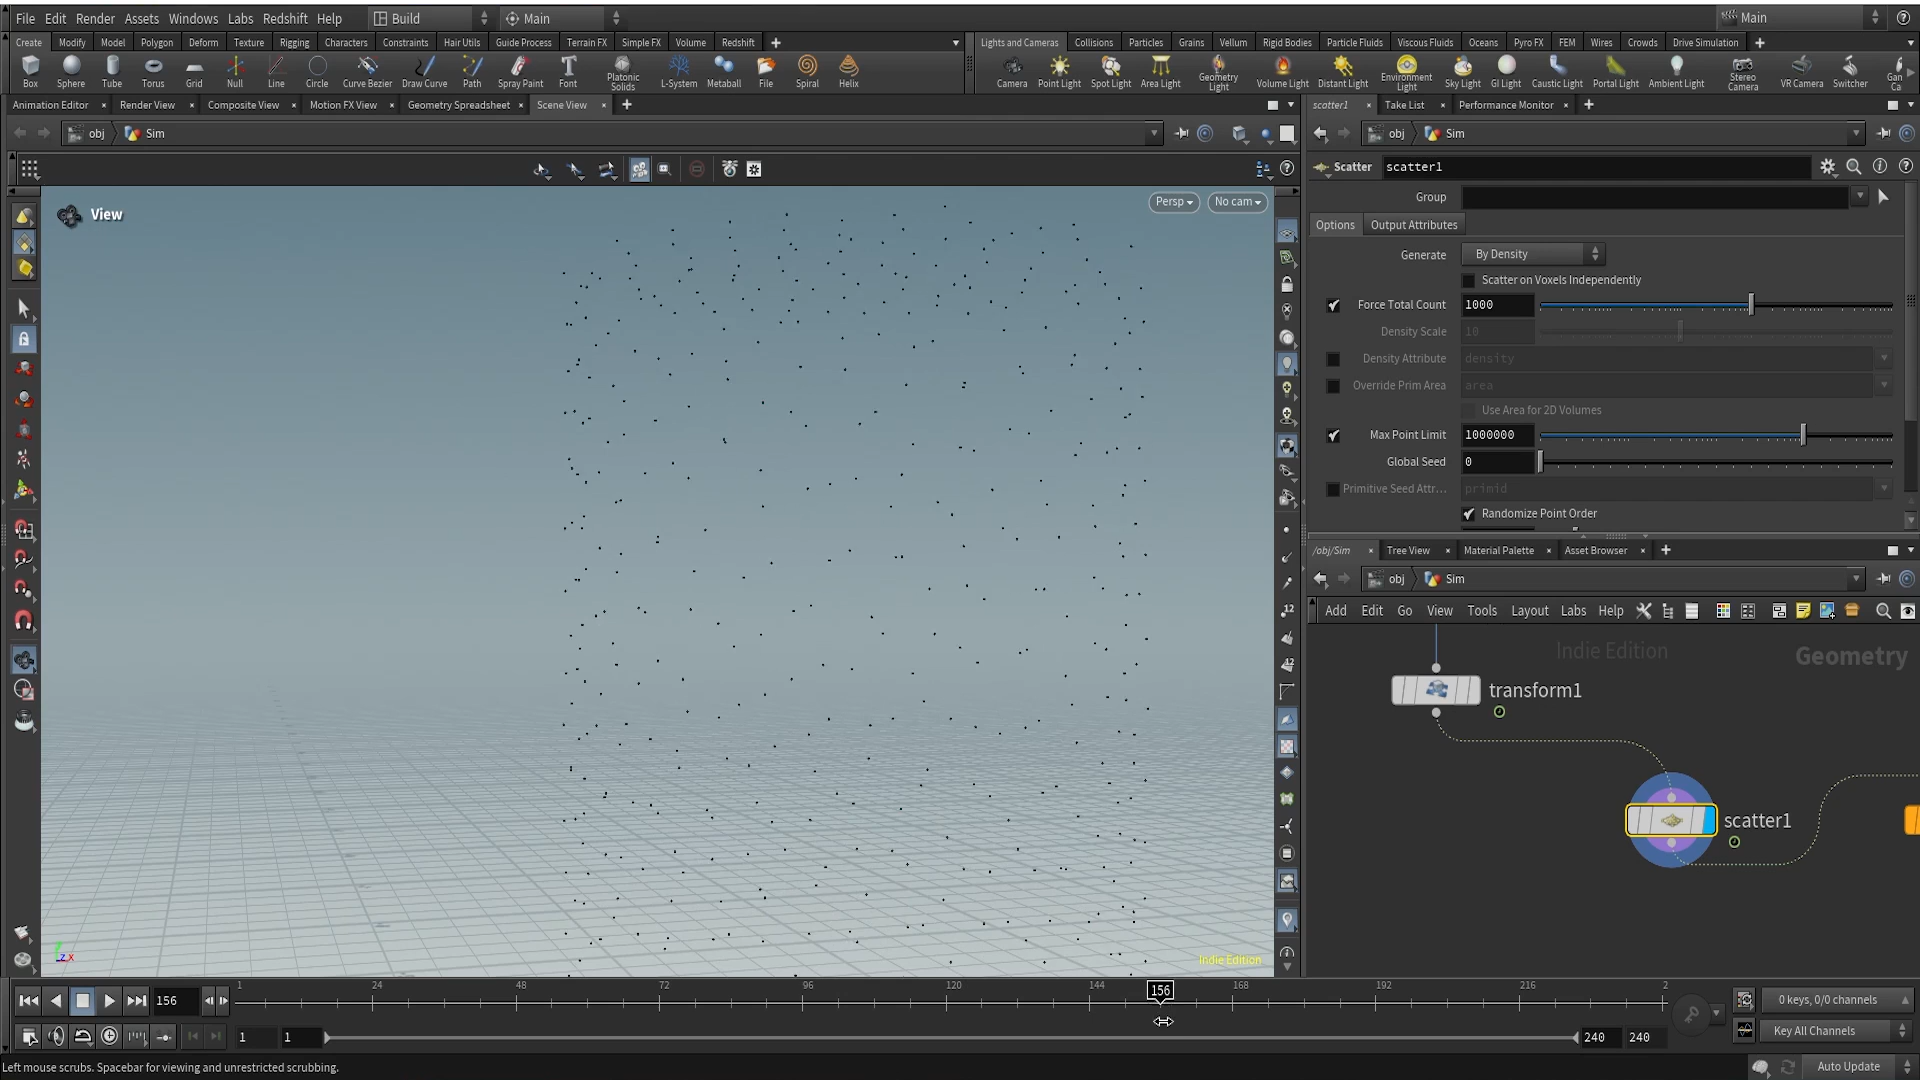 File Edit Render Assets Windows Labs Redshift Help Build Main Main
Create Modify Model Polygon Deform Texture Rigging Characters Constraints Hair Utils Guide Process Terrain FX Simple FX Volume Redshift
Lights and Cameras Collisions Particles Grains Vellum Rigid Bodies Particle Fluids Viscous Fluids Oceans Pyro FX FEM Wires Crowds Drive Simulation
Box Sphere Tube Torus Grid Null Line Circle Curve Bezier Draw Curve Path Spray Paint Font Platonic Solids L-System Metaball File Spiral Helix
Camera Point Light Spot Light Area Light Geometry Light Volume Light Distant Light Environment Light Sky Light GI Light Caustic Light Portal Light Ambient Light Stereo Camera VR Camera Switcher Gan Ca
Animation Editor Render View Composite View Motion FX View Geometry Spreadsheet Scene View
scatter1 Take List Performance Monitor
obj Sim
obj Sim
Scatter scatter1
View
Persp No cam
Group
Options Output Attributes
Generate By Density
Scatter on Voxels Independently
Force Total Count 1000
Density Scale 10
Density Attribute density
Override Prim Area area
Use Area for 2D Volumes
Max Point Limit 1000000
Global Seed 0
Primitive Seed Attr... primid
Randomize Point Order
/obj/Sim Tree View Material Palette Asset Browser
obj Sim
Add Edit Go View Tools Layout Labs Help
Indie Edition Geometry
transform1
scatter1
12
12
z x
Indie Edition
156 1 24 48 72 96 120 144 156 168 192 216 2
0 keys, 0/0 channels
1 1 240 240 Key All Channels
Left mouse scrubs. Spacebar for viewing and unrestricted scrubbing. Auto Update